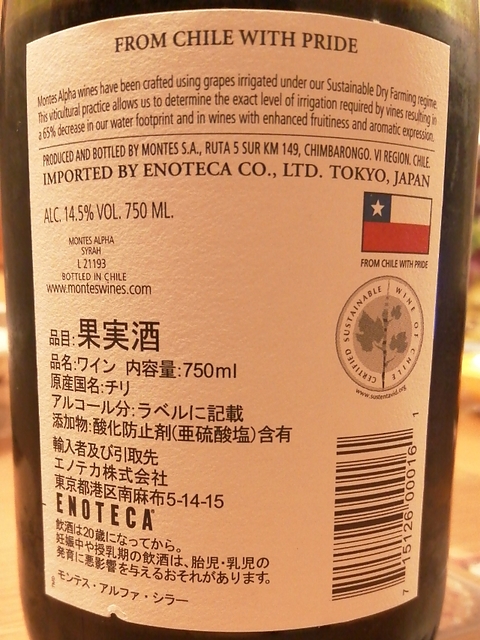 FROM CHILE WITH PRIDE
Montes Alpha wines have been crafted using grapes irrigated under our Sustainable Dry Farming regime.
This viticultural practice allows us to determine the exact level of irrigation required by vines resulting in
a 65% decrease in our water footprint and in wines with enhanced fruitiness and aromatic expression.
PRODUCED AND BOTTLED BY MONTES S.A., RUTA 5 SUR KM 149, CHIMBARONGO. VI REGION. CHILE.
IMPORTED BY ENOTECA CO., LTD. TOKYO, JAPAN
ALC. 14.5% VOL. 750 ML.
MONTES ALPHA
SYRAH
L 21193
BOTTLED IN CHILE
www.monteswines.com
FROM CHILE WITH PRIDE
CERTIFIED SUSTAINABLE WINE OF CHILE
www.sustentavid.org
品目:果実酒
品名:ワイン 内容量:750ml
原産国名:チリ
アルコール分:ラベルに記載
添加物:酸化防止剤(亜硫酸塩)含有
輸入者及び引取先
エノテカ株式会社
東京都港区南麻布5-14-15
ENOTECA
飲酒は20歳になってから。
妊娠中や授乳期の飲酒は、胎児・乳児の
発育に悪影響を与えるおそれがあります。
モンテス・アルファ・シラー
7 15126 00016 1